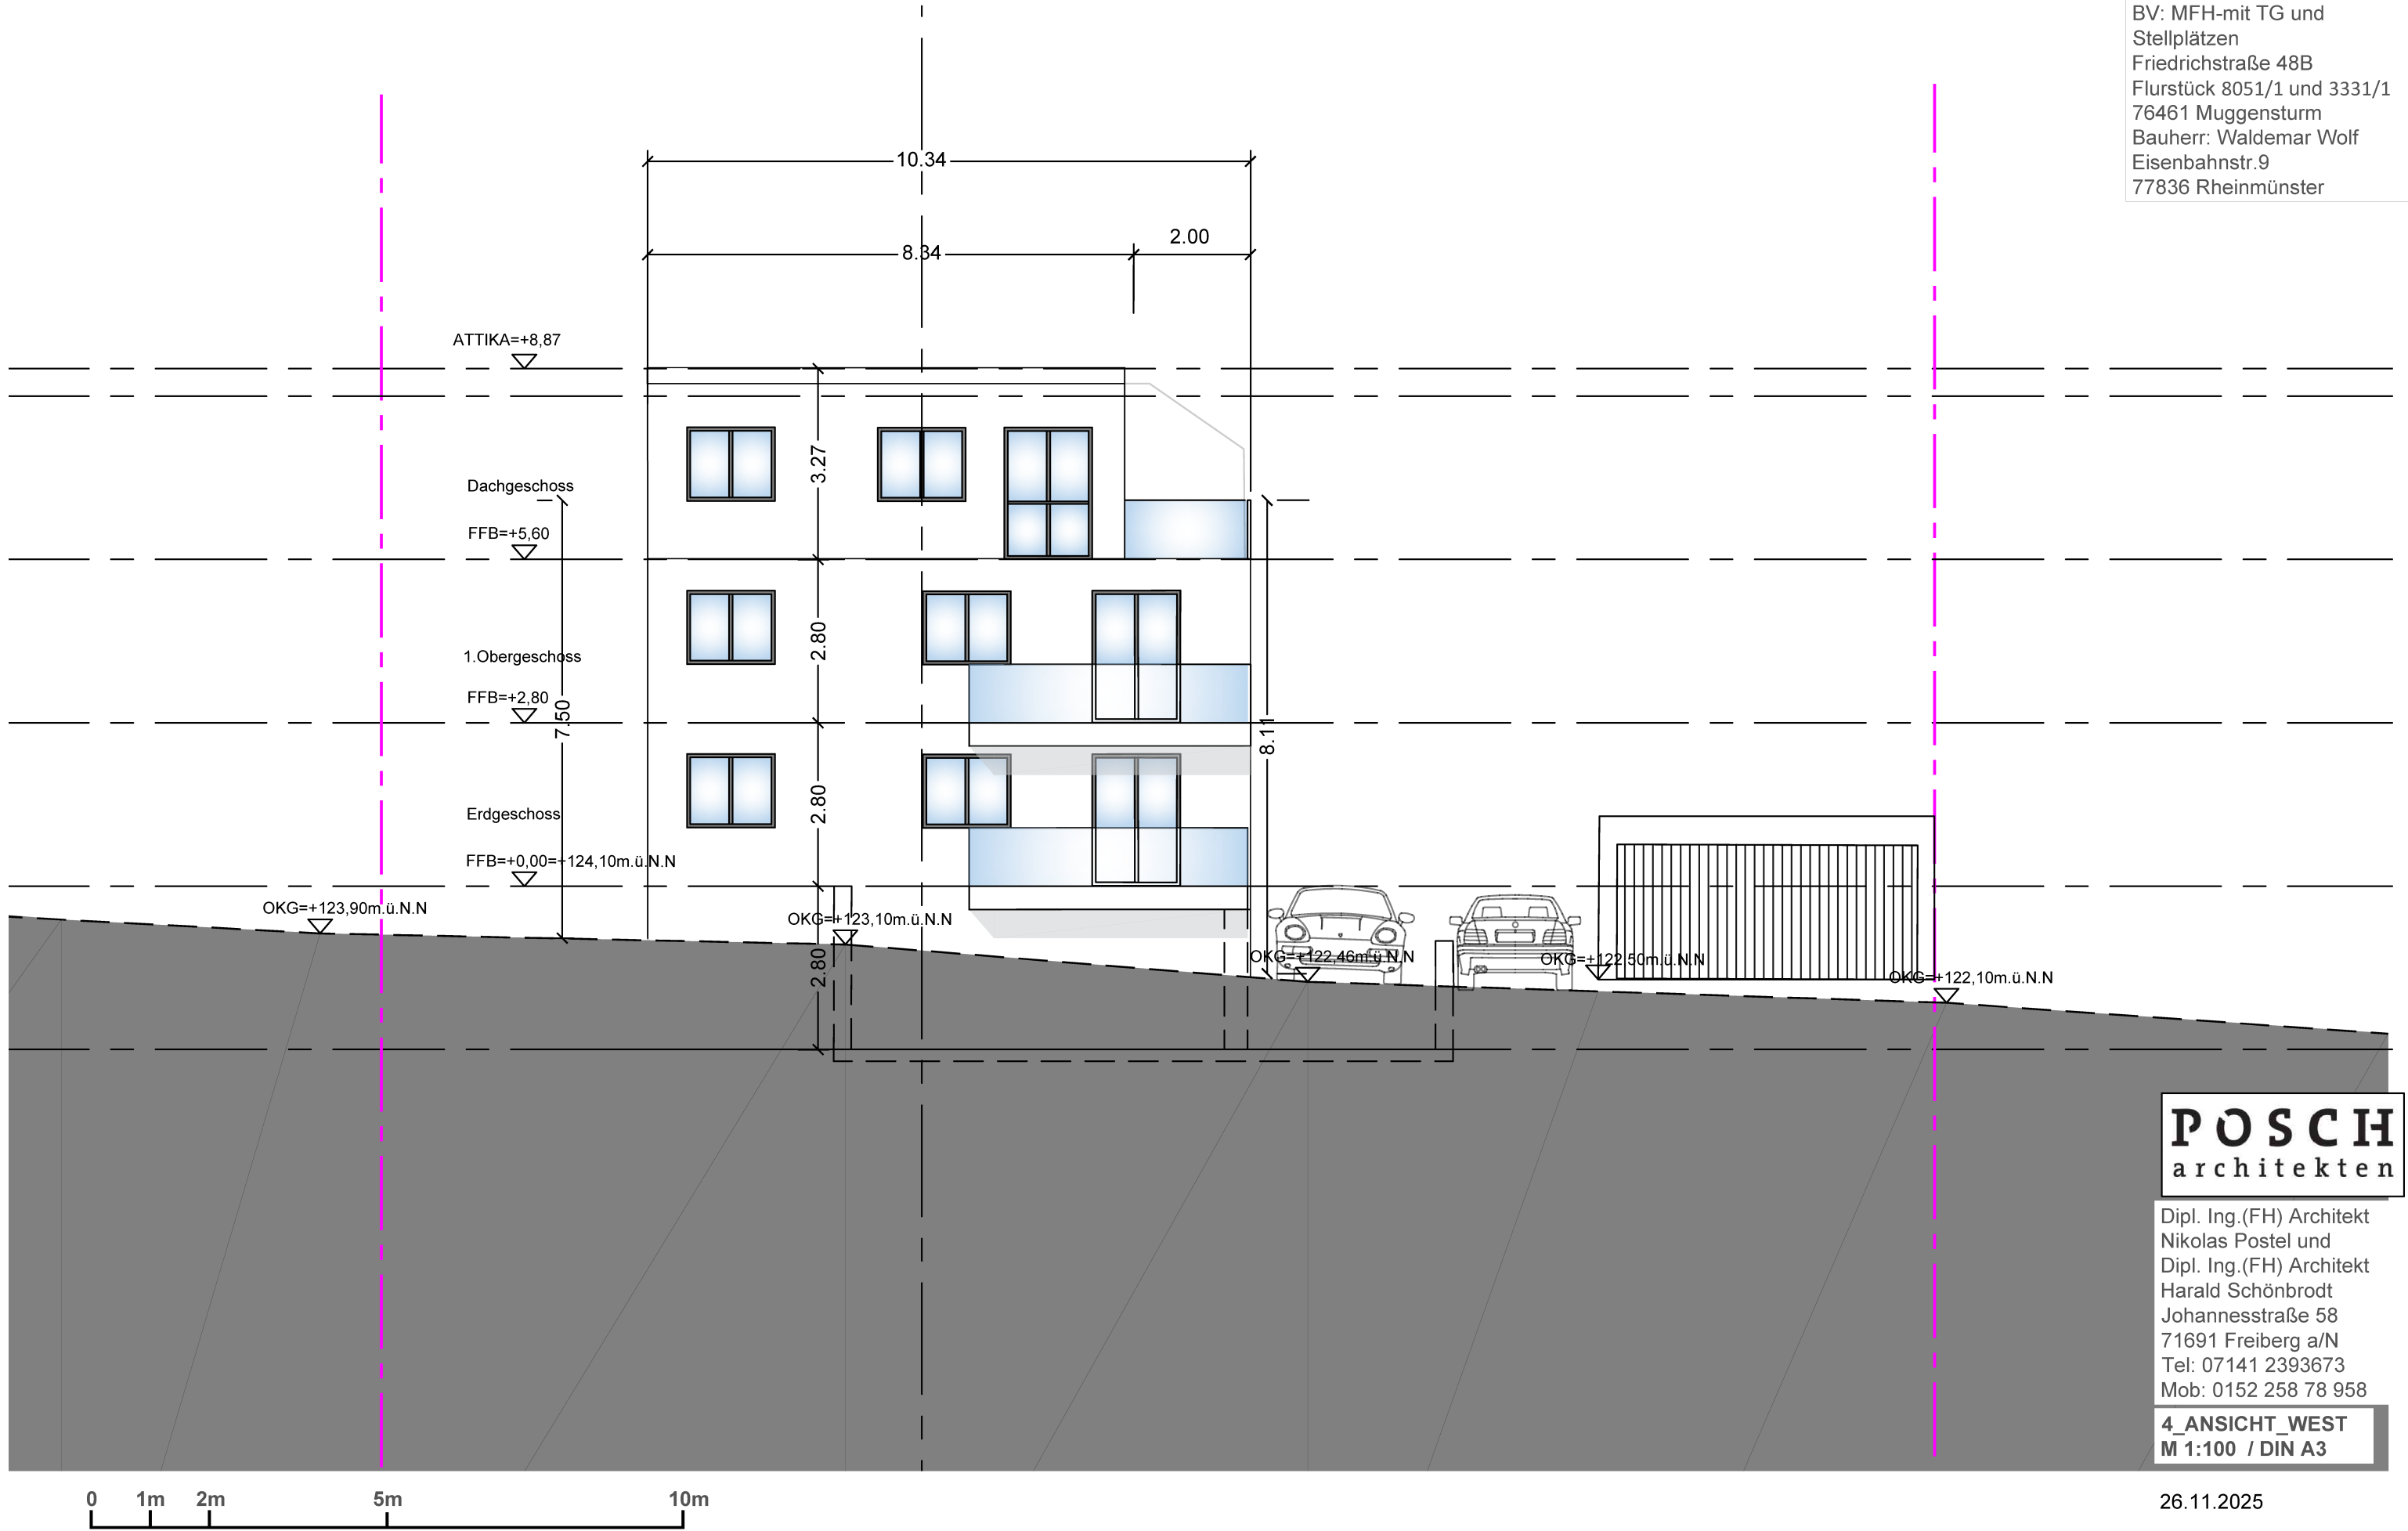 BV: MFH-mit TG und
Stellplätzen
Friedrichstraße 48B
Flurstück 8051/1 und 3331/1
76461 Muggensturm
Bauherr: Waldemar Wolf
Eisenbahnstr.9
77836 Rheinmünster
10.34
8.34
2.00
ATTIKA=+8,87
3.27
Dachgeschoss
FFB=+5,60
2.80
1.Obergeschoss
FFB=+2,80
7.50
8.11
2.80
Erdgeschoss
FFB=+0,00=+124,10m.ü.N.N
OKG=+123,90m.ü.N.N
OKG=+123,10m.ü.N.N
2.80
OKG=+122,46m.ü.N.N
OKG=+122,50m.ü.N.N
OKG=+122,10m.ü.N.N
POSCH
architekten
Dipl. Ing.(FH) Architekt
Nikolas Postel und
Dipl. Ing.(FH) Architekt
Harald Schönbrodt
Johannesstraße 58
71691 Freiberg a/N
Tel: 07141 2393673
Mob: 0152 258 78 958
4_ANSICHT_WEST
M 1:100 / DIN A3
0 1m 2m 5m 10m
26.11.2025